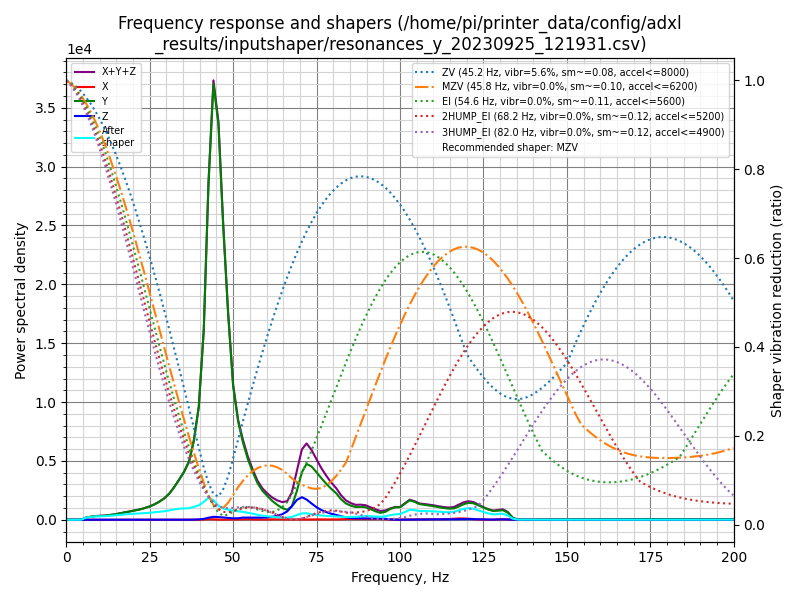 Frequency response and shapers (/home/pi/printer_data/config/adxl
_results/inputshaper/resonances_y_20230925_121931.csv)
1e4
X+Y+Z
X
Y
Z
After
shaper
ZV (45.2 Hz, vibr=5.6%, sm~=0.08, accel<=8000)
MZV (45.8 Hz, vibr=0.0%, sm~=0.10, accel<=6200)
EI (54.6 Hz, vibr=0.0%, sm~=0.11, accel<=5600)
2HUMP_EI (68.2 Hz, vibr=0.0%, sm~=0.12, accel<=5200)
3HUMP_EI (82.0 Hz, vibr=0.0%, sm~=0.12, accel<=4900)
Recommended shaper: MZV
Power spectral density
3.5
3.0
2.5
2.0
1.5
1.0
0.5
0.0
1.0
0.8
0.6
0.4
0.2
0.0
Shaper vibration reduction (ratio)
0 25 50 75 100 125 150 175 200
Frequency, Hz